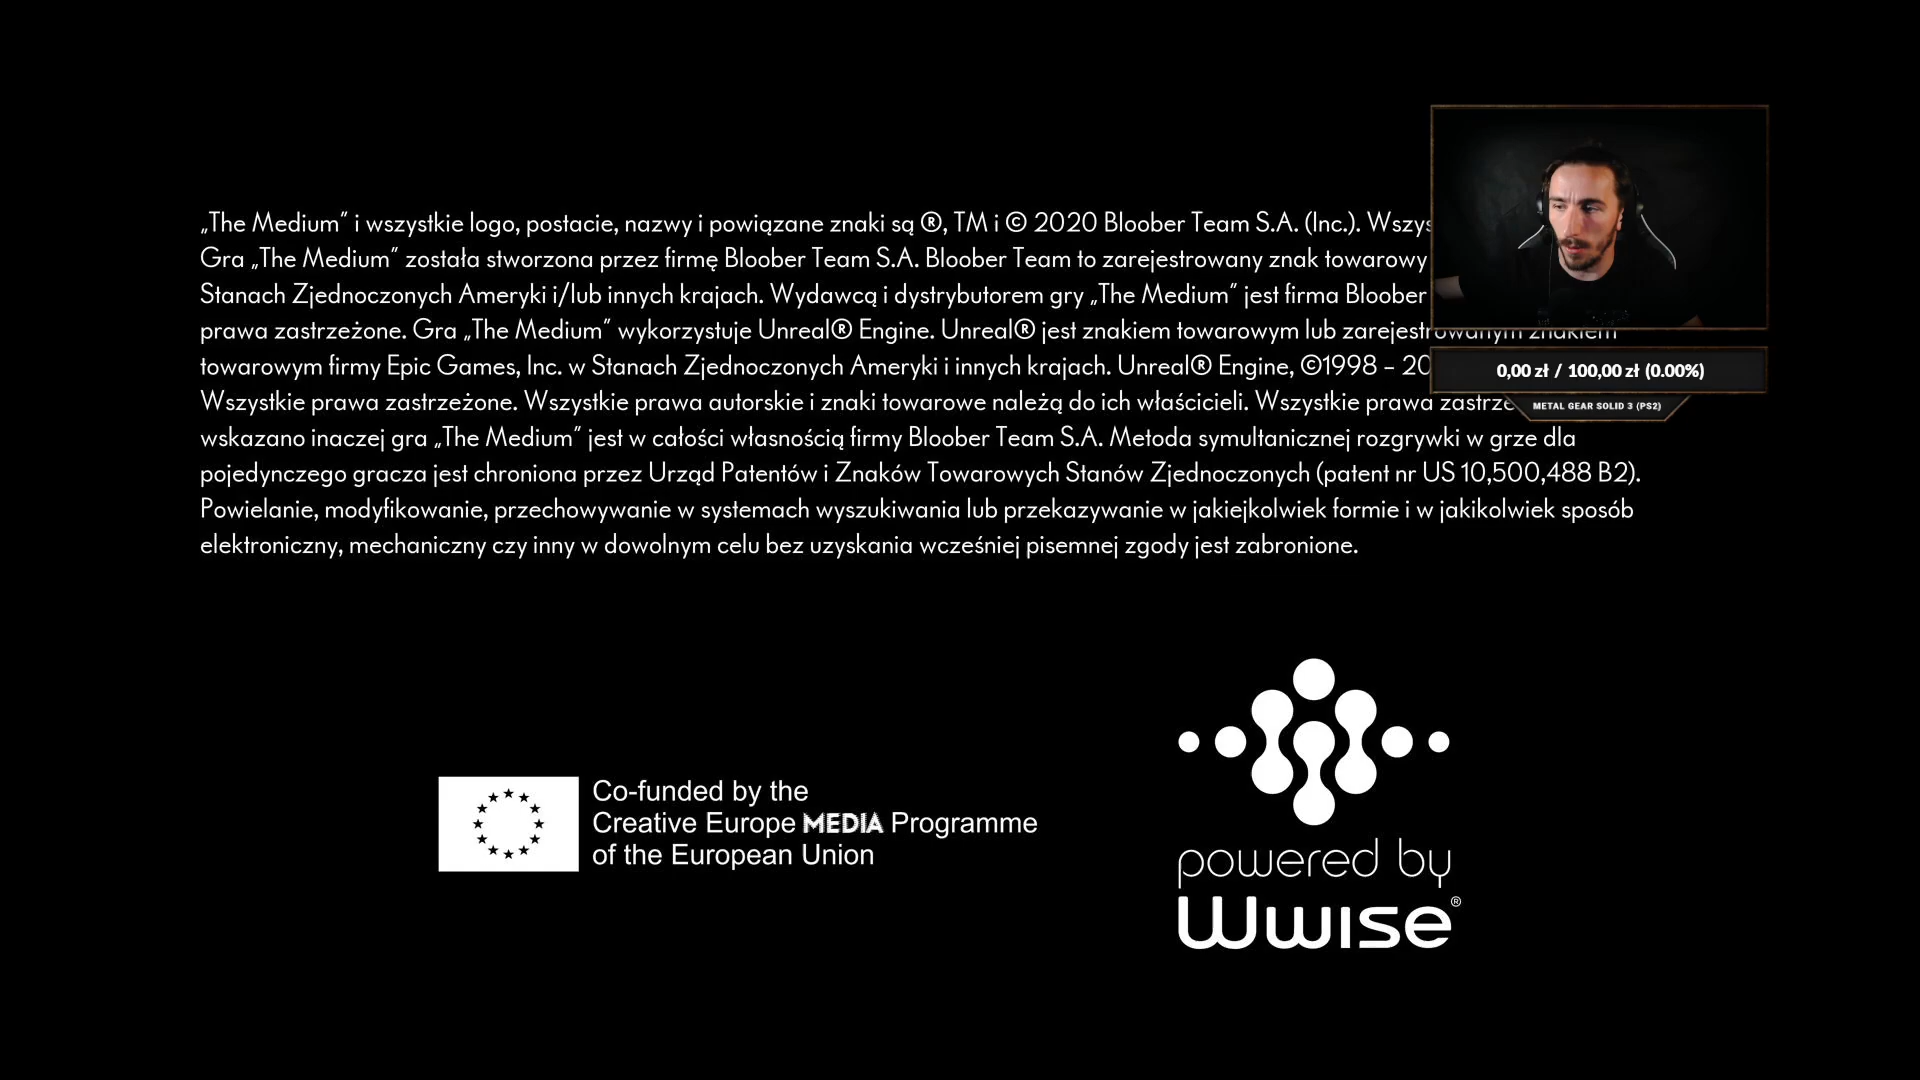 „The Medium” i wszystkie logo, postacie, nazwy i powiązane znaki są ®, TM i © 2020 Bloober Team S.A. (Inc.).
Gra „The Medium” została stworzona przez firmę Bloober Team S.A. Bloober Team to zarejestrowany znak towarowy
Stanach Zjednoczonych Ameryki i/lub innych krajach. Wydawcą i dystrybutorem gry „The Medium” jest firma Bloober
prawa zastrzeżone. Gra „The Medium” wykorzystuje Unreal® Engine. Unreal® jest znakiem towarowym lub zarejestrowanym znakiem
towarowym firmy Epic Games, Inc. w Stanach Zjednoczonych Ameryki i innych krajach. Unreal® Engine, ©1998 –
0,00 zł / 100,00 zł (0.00%)
Wszystkie prawa zastrzeżone. Wszystkie prawa autorskie i znaki towarowe należą do ich właścicieli. Wszystkie prawa
METAL GEAR SOLID 3 (PS2)
wskazano inaczej gra „The Medium” jest w całości własnością firmy Bloober Team S.A. Metoda symultanicznej rozgrywki w grze dla
pojedynczego gracza jest chroniona przez Urząd Patentów i Znaków Towarowych Stanów Zjednoczonych (patent nr US 10,500,488 B2).
Powielanie, modyfikowanie, przechowywanie w systemach wyszukiwania lub przekazywanie w jakiejkolwiek formie i w jakikolwiek sposób
elektroniczny, mechaniczny czy inny w dowolnym celu bez uzyskania wcześniej pisemnej zgody jest zabronione.
Co-funded by the
Creative Europe MEDIA Programme
of the European Union
powered by
Wwise®